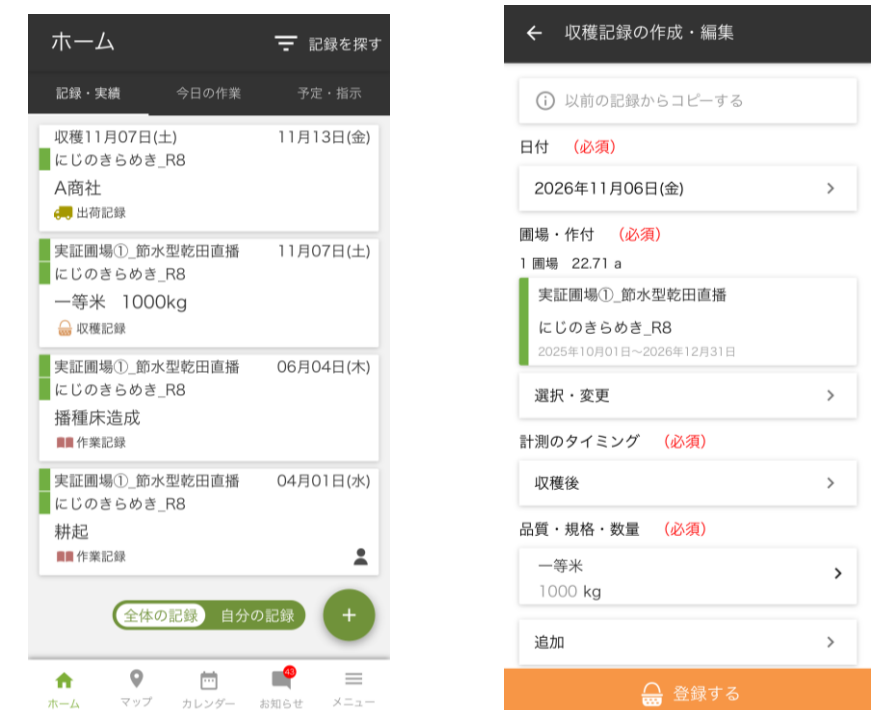 ホーム
記録を探す
記録・実績
今日の作業
予定・指示
収穫11月07日(土)
11月13日(金)
にじのきらめき_R8
A商社
出荷記録
実証圃場①_節水型乾田直播
11月07日(土)
にじのきらめき_R8
一等米 1000kg
収穫記録
実証圃場①_節水型乾田直播
06月04日(木)
にじのきらめき_R8
播種床造成
作業記録
実証圃場①_節水型乾田直播
04月01日(水)
にじのきらめき_R8
耕起
作業記録
全体の記録
自分の記録
+
43
ホーム
マップ
カレンダー
お知らせ
メニュー
収穫記録の作成・編集
以前の記録からコピーする
日付 (必須)
2026年11月06日(金)
圃場・作付 (必須)
1 圃場 22.71 a
実証圃場①_節水型乾田直播
にじのきらめき_R8
2025年10月01日~2026年12月31日
選択・変更
計測のタイミング (必須)
収穫後
品質・規格・数量 (必須)
一等米
1000 kg
追加
登録する